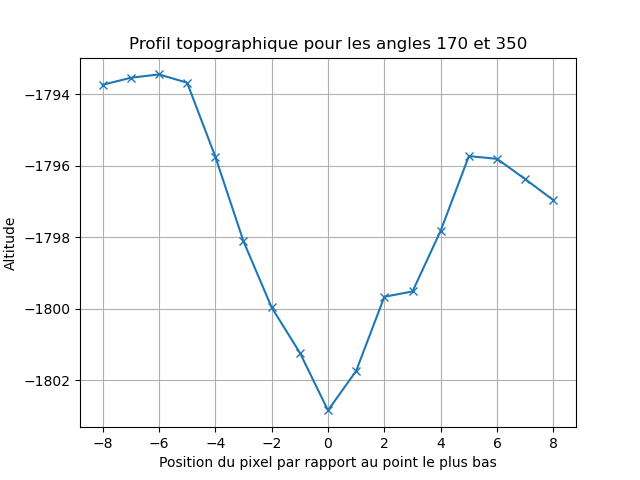 Profil topographique pour les angles 170 et 350
−1794
−1796
−1798
−1800
−1802
Altitude
−8 −6 −4 −2 0 2 4 6 8
Position du pixel par rapport au point le plus bas